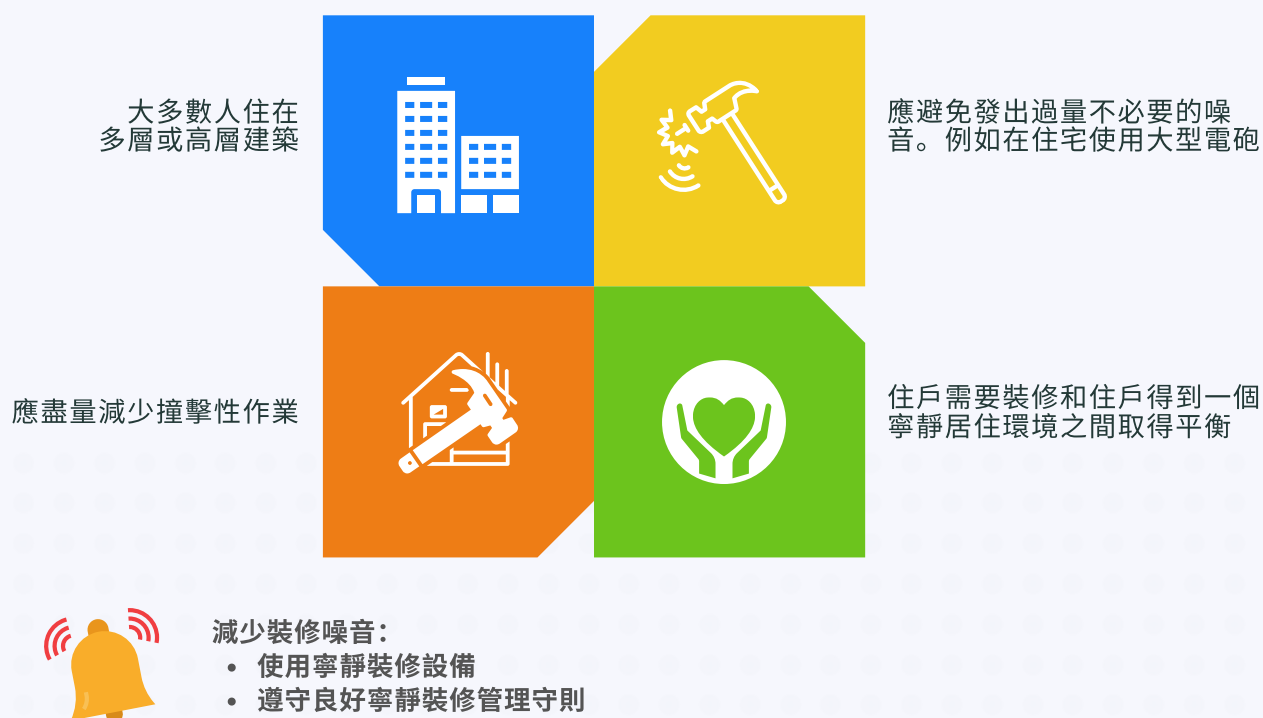 大多數人住在
多層或高層建築
應避免發出過量不必要的噪
音。例如在住宅使用大型電砲
應盡量減少撞擊性作業
住戶需要裝修和住戶得到一個
寧靜居住環境之間取得平衡
減少裝修噪音：
• 使用寧靜裝修設備
• 遵守良好寧靜裝修管理守則